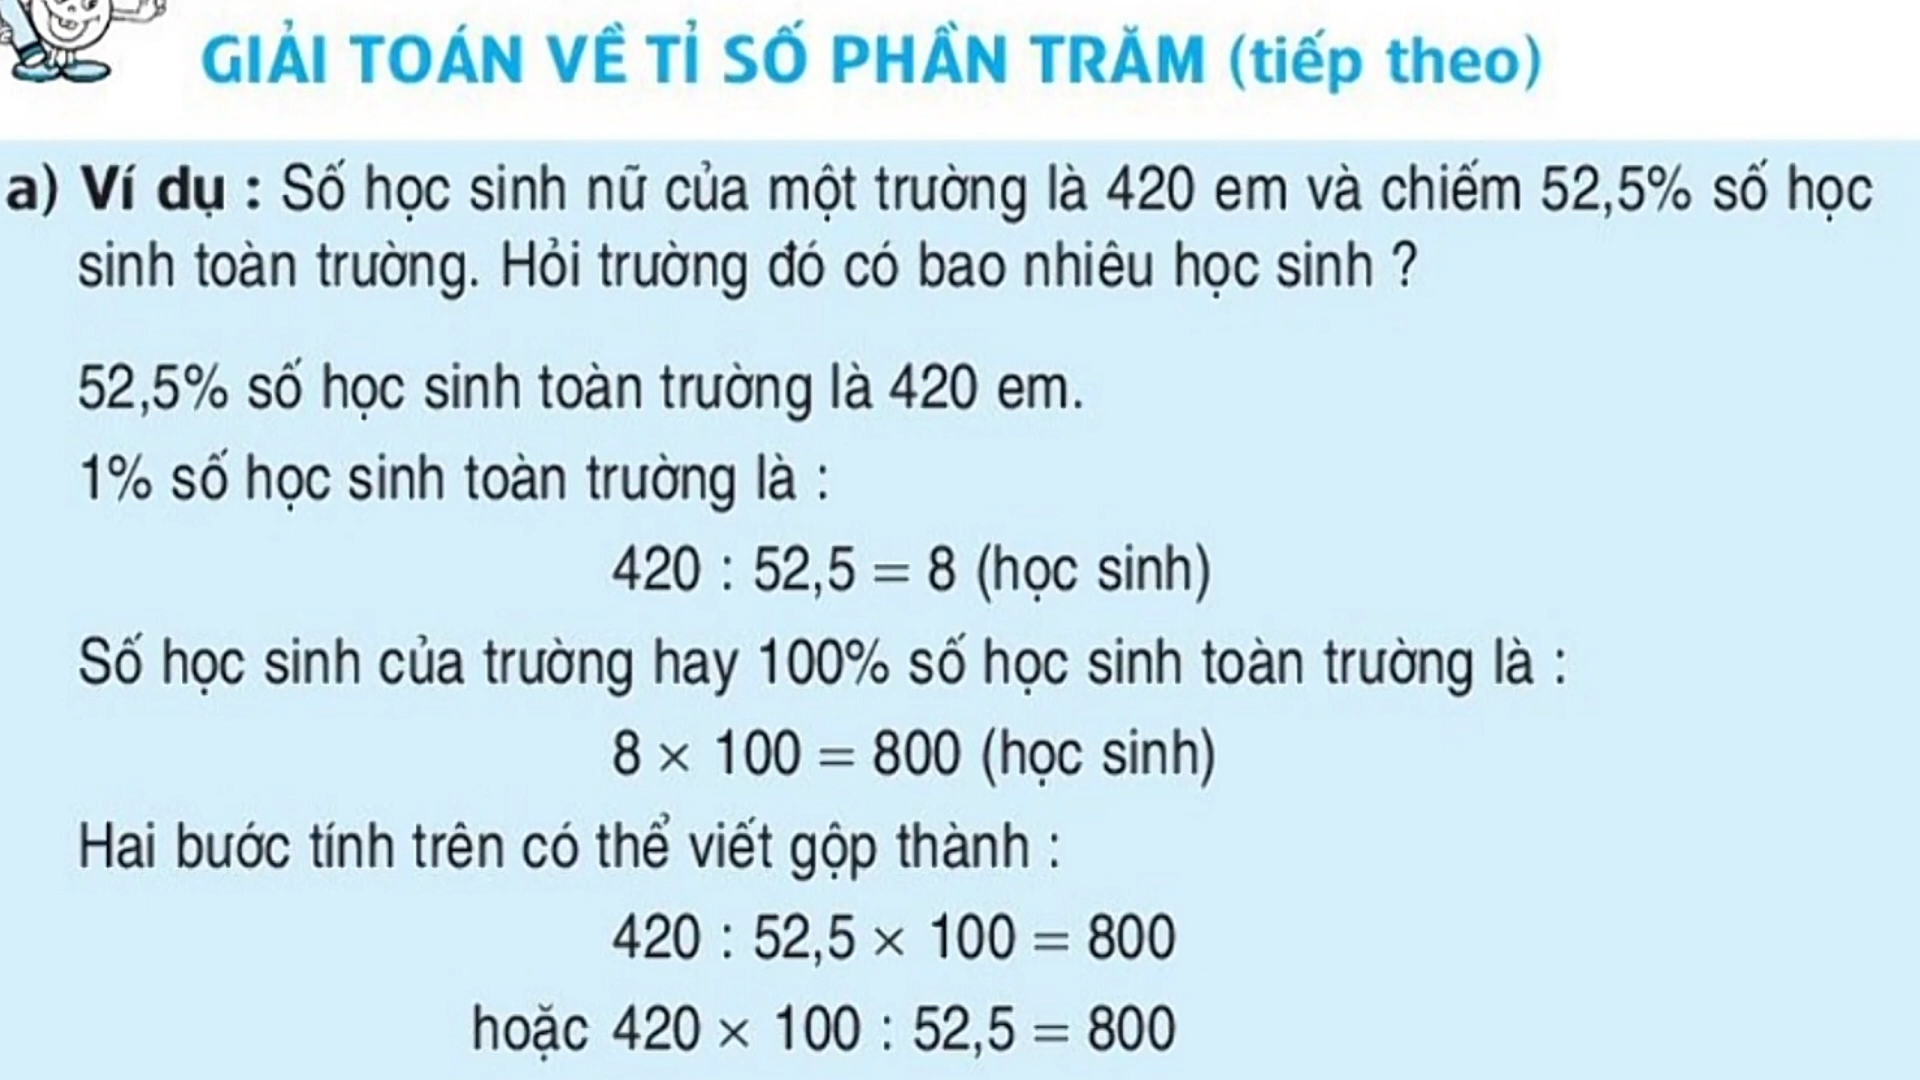 GIẢI TOÁN VỀ TỈ SỐ PHẦN TRĂM (tiếp theo)
a) Ví dụ : Số học sinh nữ của một trường là 420 em và chiếm 52,5% số học
sinh toàn trường. Hỏi trường đó có bao nhiêu học sinh ?
52,5% số học sinh toàn trường là 420 em.
1% số học sinh toàn trường là :
420 : 52,5 = 8 (học sinh)
Số học sinh của trường hay 100% số học sinh toàn trường là :
8 × 100 = 800 (học sinh)
Hai bước tính trên có thể viết gộp thành :
420 : 52,5 × 100 = 800
hoặc 420 × 100 : 52,5 = 800